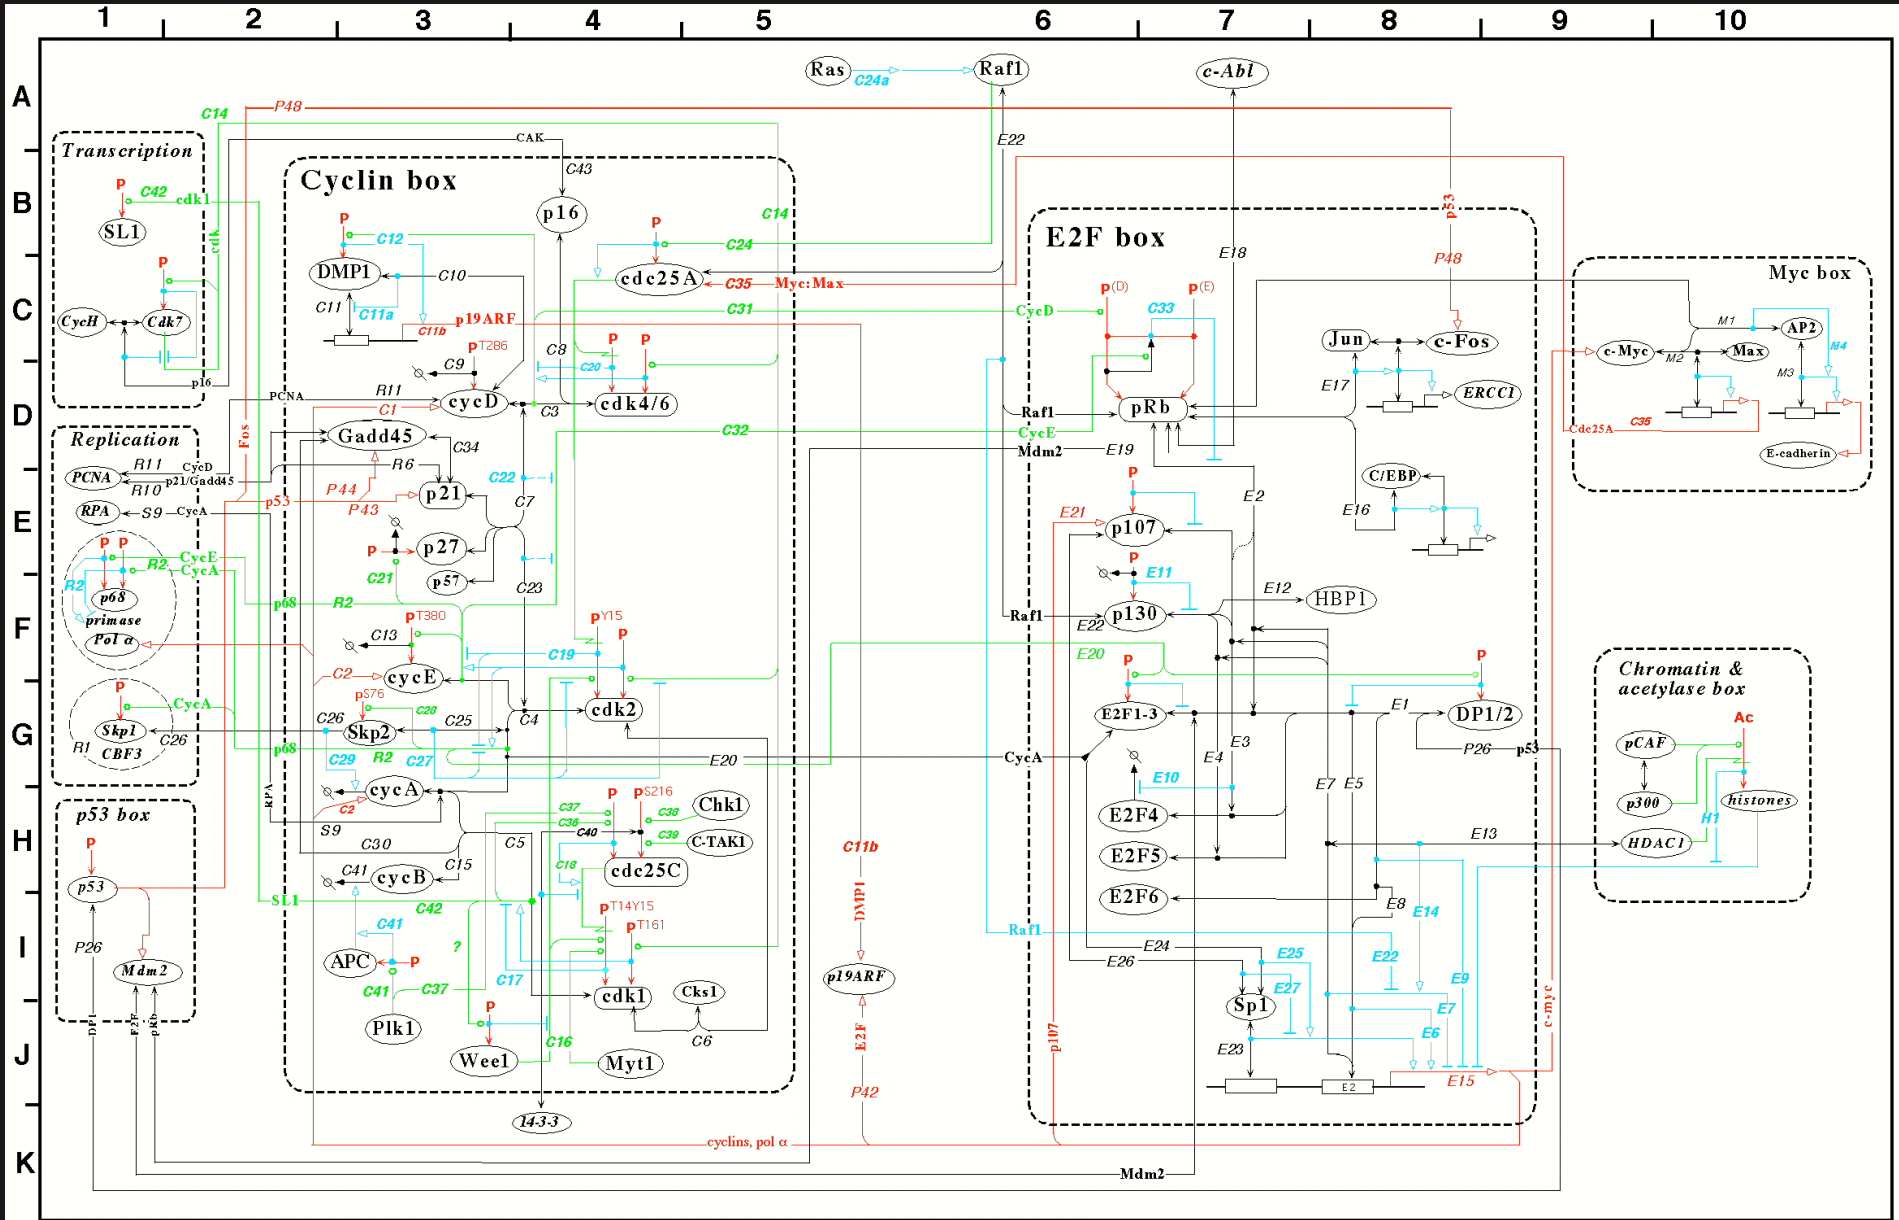 1 2 3 4 5 6 7 8 9 10
A
B
C
D
E
F
G
H
I
J
K
Ras
C24a
Raf1
c-Abl
P48
C14
CAK
E22
Transcription
P
C42
cdk1
SL1
cdk
P
CycH
Cdk7
p16
Cyclin box
C43
p16
P
C12
DMP1
C10
C11
C11a
C11b
p19ARF
P
C24
C14
cdc25A
C35
Myc:Max
C31
CycD
P T286
C9
C8
P
P
C20
PCNA
R11
C1
cycD
C3
cdk4/6
Gadd45
C34
R6
C32
CycE
Mdm2
E19
C22
C7
P44
P43
p53
p21
P
p27
p57
C21
C23
p68
R2
P T380
C13
P Y15
P
C19
C2
cycE
P S76
C28
C26
Skp2
C25
C4
cdk2
p68
R2
C29
C27
E20
CycA
cycA
C2
RPA
S9
C30
C5
C37
C36
C40
P
P S216
C38
C39
Chk1
C-TAK1
C18
cdc25C
C41
cycB
C15
C42
SL1
P T14Y15
P T161
?
C41
APC
P
C41
C37
C17
cdk1
Cks1
Plk1
P
Wee1
C16
Myt1
C6
14-3-3
Replication
R11
CycD
PCNA
p21/Gadd45
R10
RPA
S9
CycA
Fos
P
P
CycE
R2
CycA
R2
p68
primase
Pol α
P
CycA
Skp1
CBF3
R1
C26
p53 box
P
p53
P26
Mdm2
DP1
E2F
pRb
E2F box
E18
P(D)
P(E)
C33
pRb
Raf1
p53
P48
Jun
c-Fos
E17
ERCC1
C/EBP
E16
E2
P
E21
p107
P
E11
p130
E12
HBP1
Raf1
E22
E20
P
P
E2F1-3
E1
DP1/2
P26
p53
E3
E4
E10
E7
E5
E2F4
E2F5
E2F6
E13
E8
E14
Raf1
E24
E26
E25
E27
E22
E9
E7
E6
Sp1
E23
E2
E15
p107
c-myc
C11b
DMP1
p19ARF
E2F
P42
cyclins, pol α
Mdm2
Myc box
M1
AP2
c-Myc
M2
Max
M3
M4
Cdc25A
C35
E-cadherin
Chromatin &
acetylase box
Ac
pCAF
p300
histones
H1
HDAC1